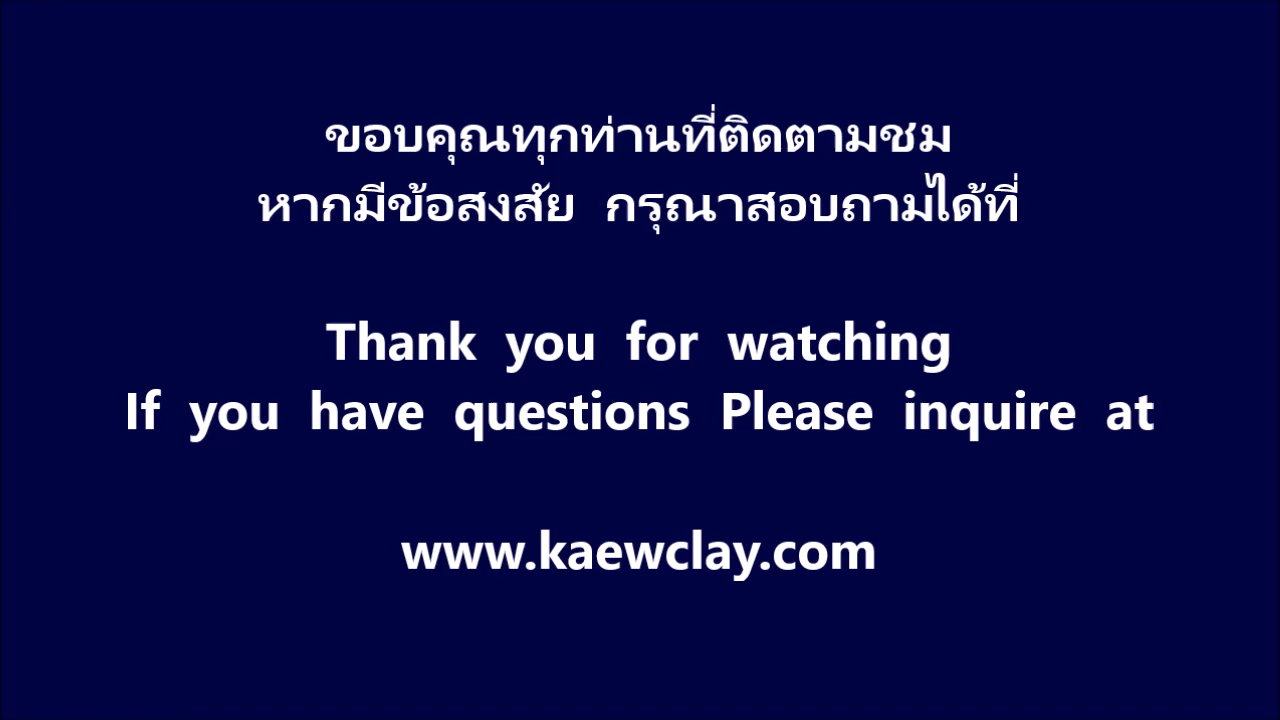 ขอบคุณทุกท่านที่ติดตามชม
หากมีข้อสงสัย กรุณาสอบถามได้ที่
Thank you for watching
If you have questions Please inquire at
www.kaewclay.com